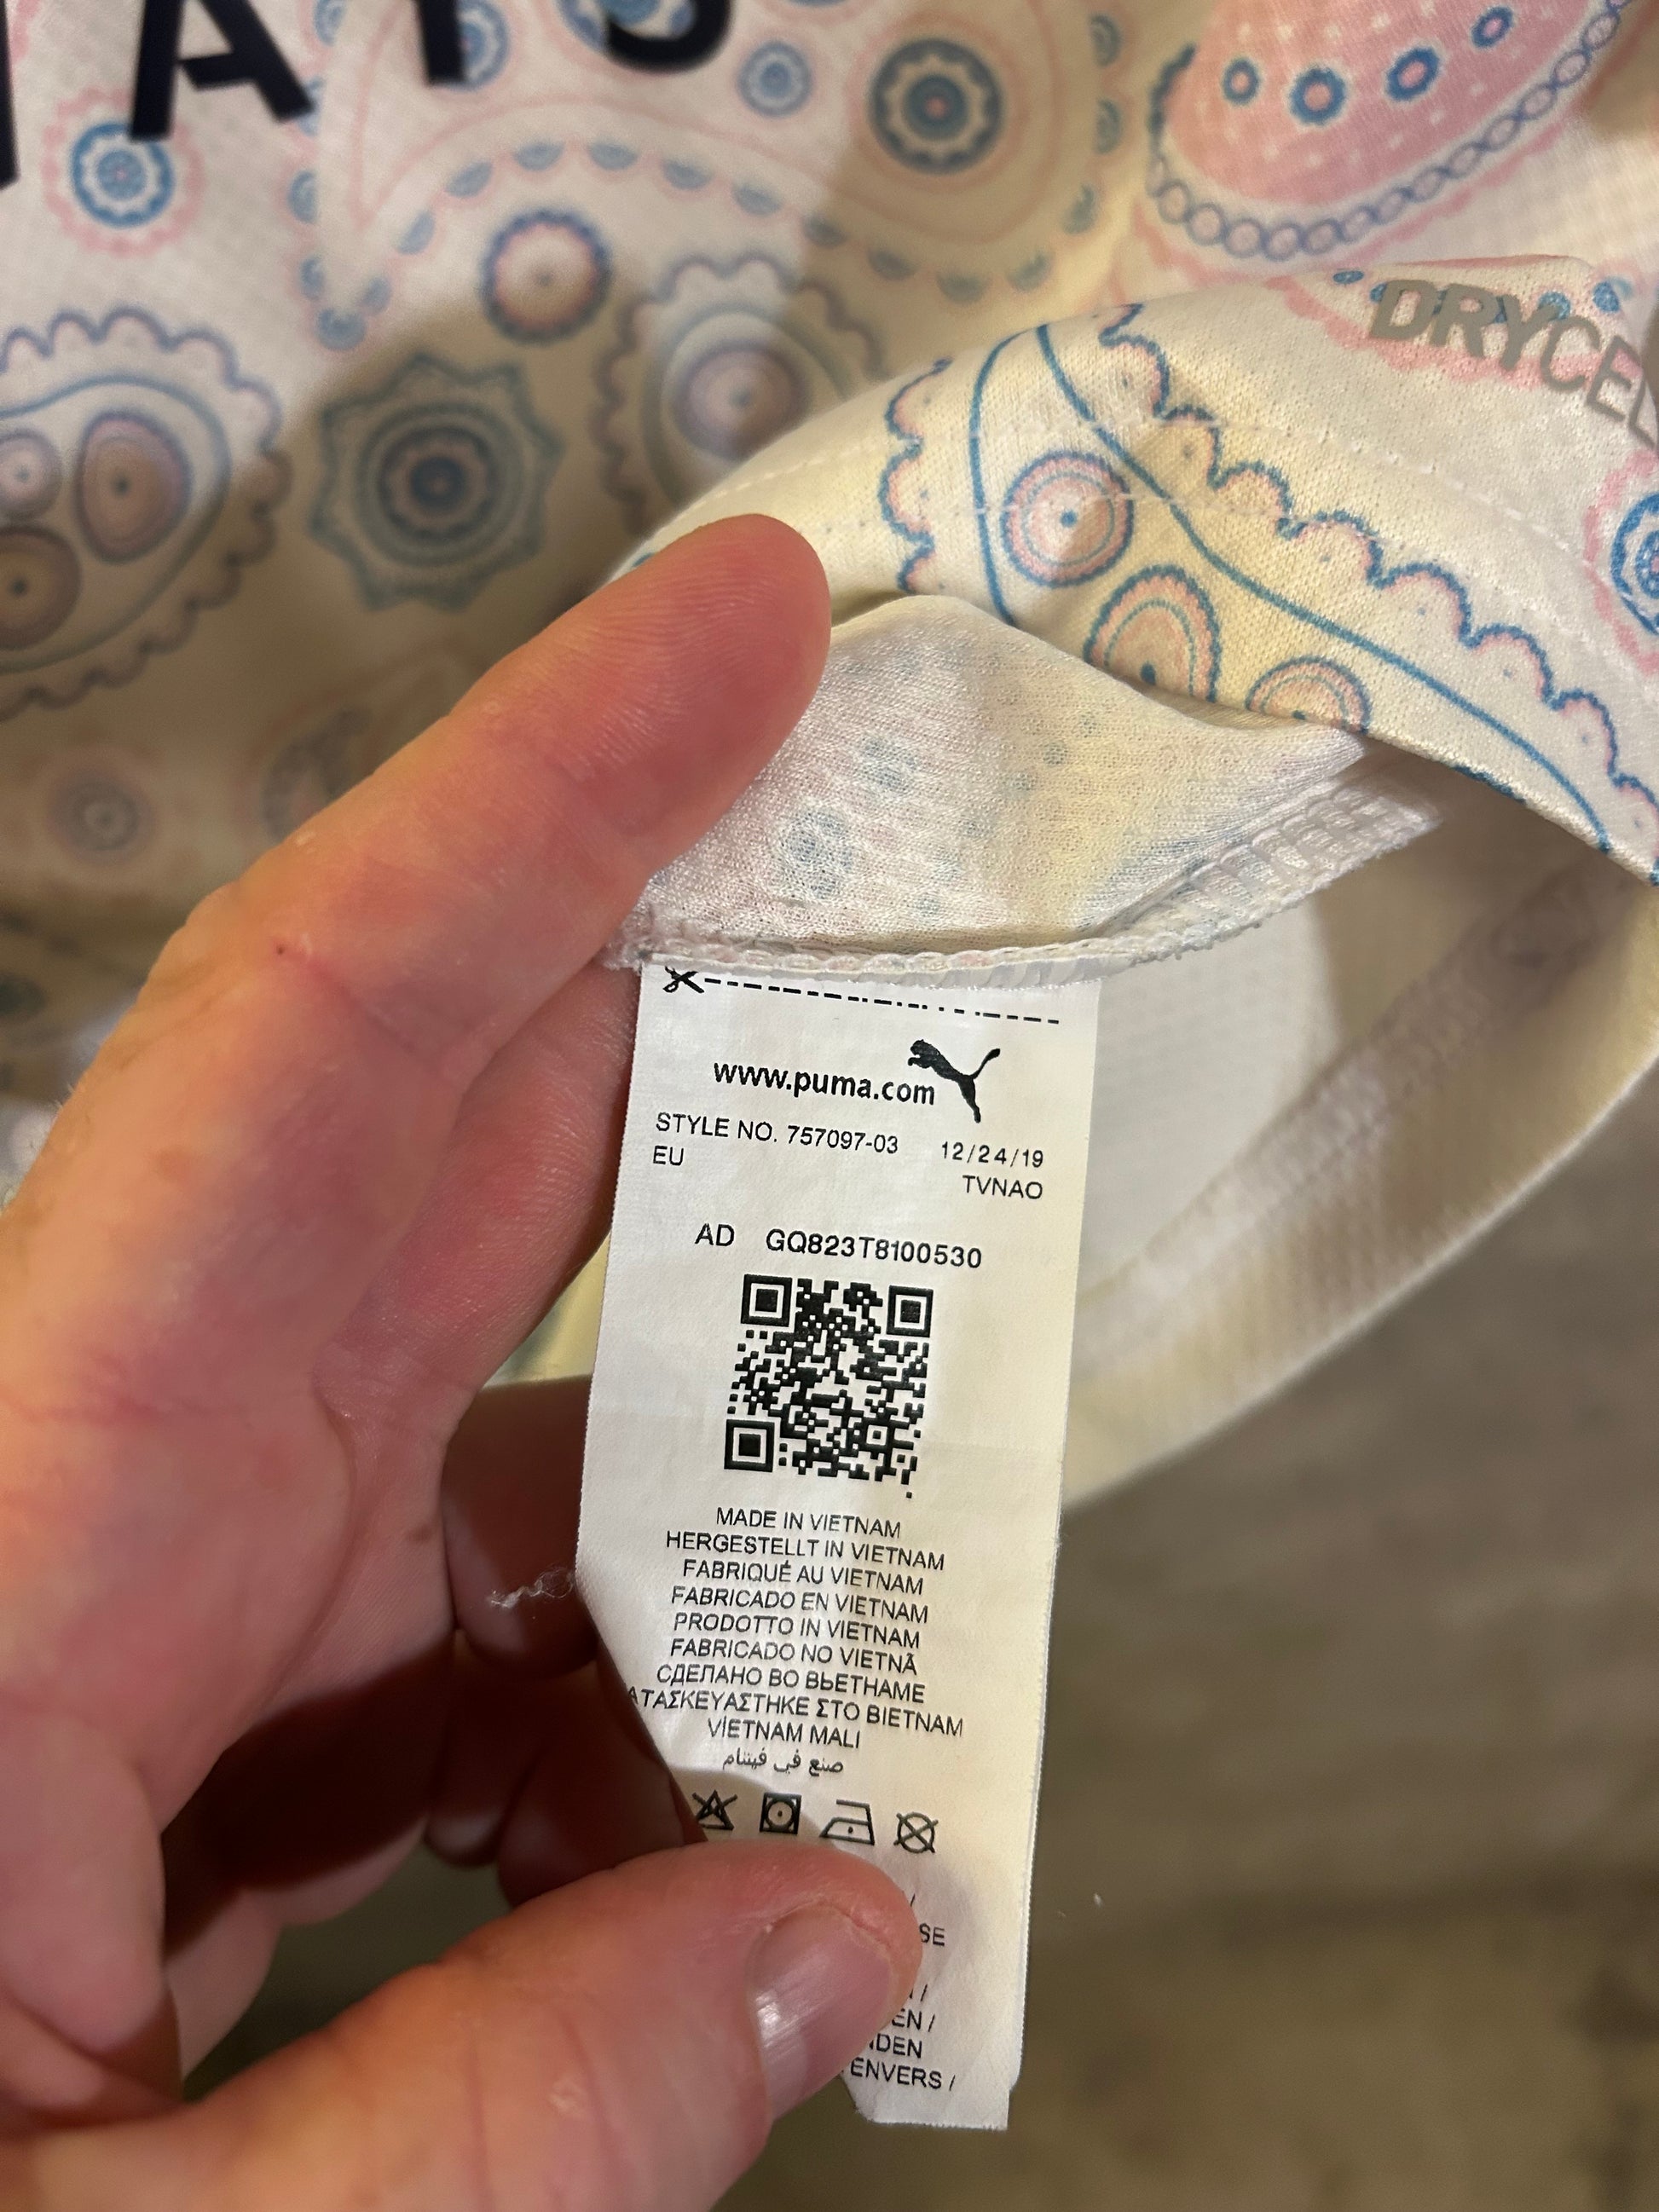 DRYCEL
www.puma.com
STYLE NO. 757097-03 12/24/19
EU TVNAO
AD GQ823T8100530
MADE IN VIETNAM
HERGESTELLT IN VIETNAM
FABRIQUÉ AU VIETNAM
FABRICADO EN VIETNAM
PRODOTTO IN VIETNAM
FABRICADO NO VIETNÃ
СДЕЛАНО ВО ВЬЕТНАМЕ
ΑΤΑΣΚΕΥΑΣΤΗΚΕ ΣΤΟ ΒΙΕΤΝΑΜ
VİETNAM MALI
صنع في فيتنام
ENVERS /